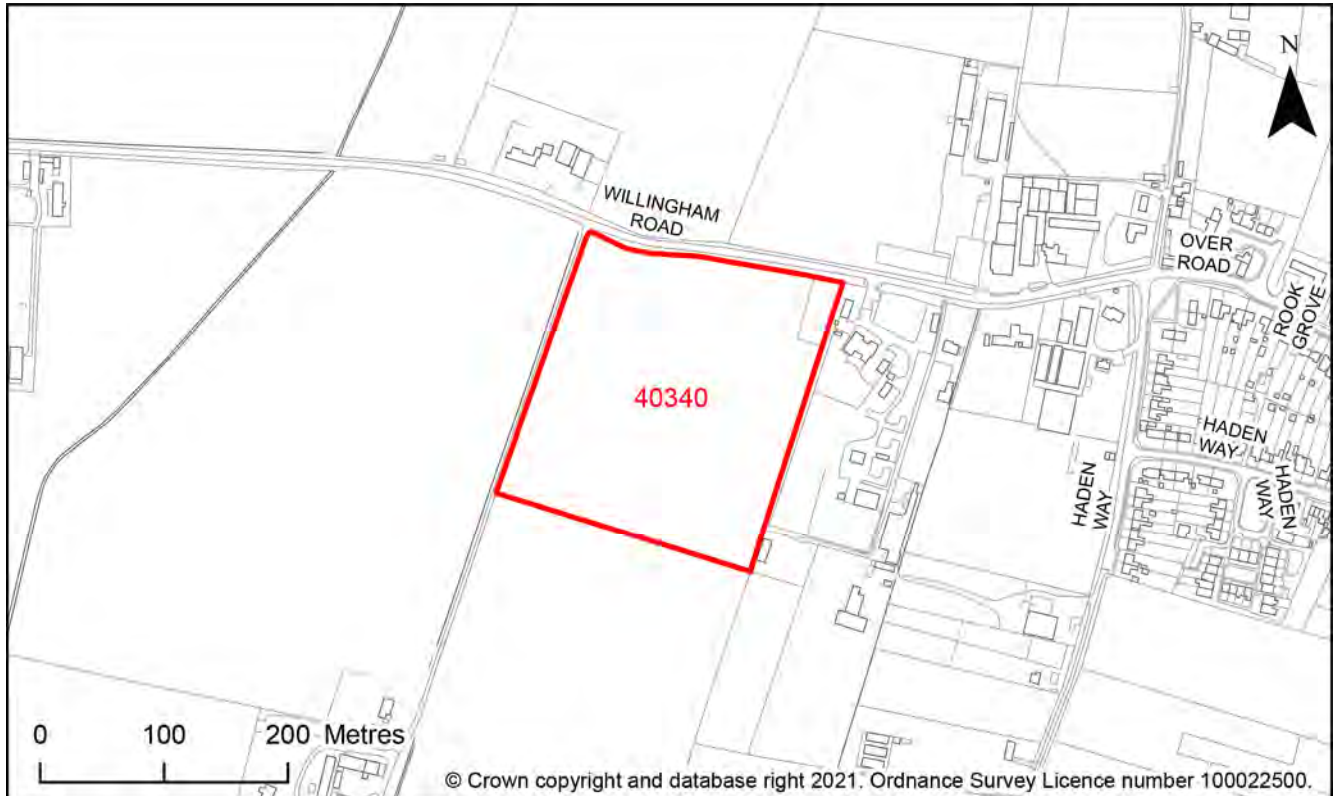 N
WILLINGHAM
ROAD
OVER
ROAD
ROOK
GROVE
40340
HADEN
WAY
HADEN
WAY
HADEN
WAY
0 100 200 Metres
© Crown copyright and database right 2021. Ordnance Survey Licence number 100022500.